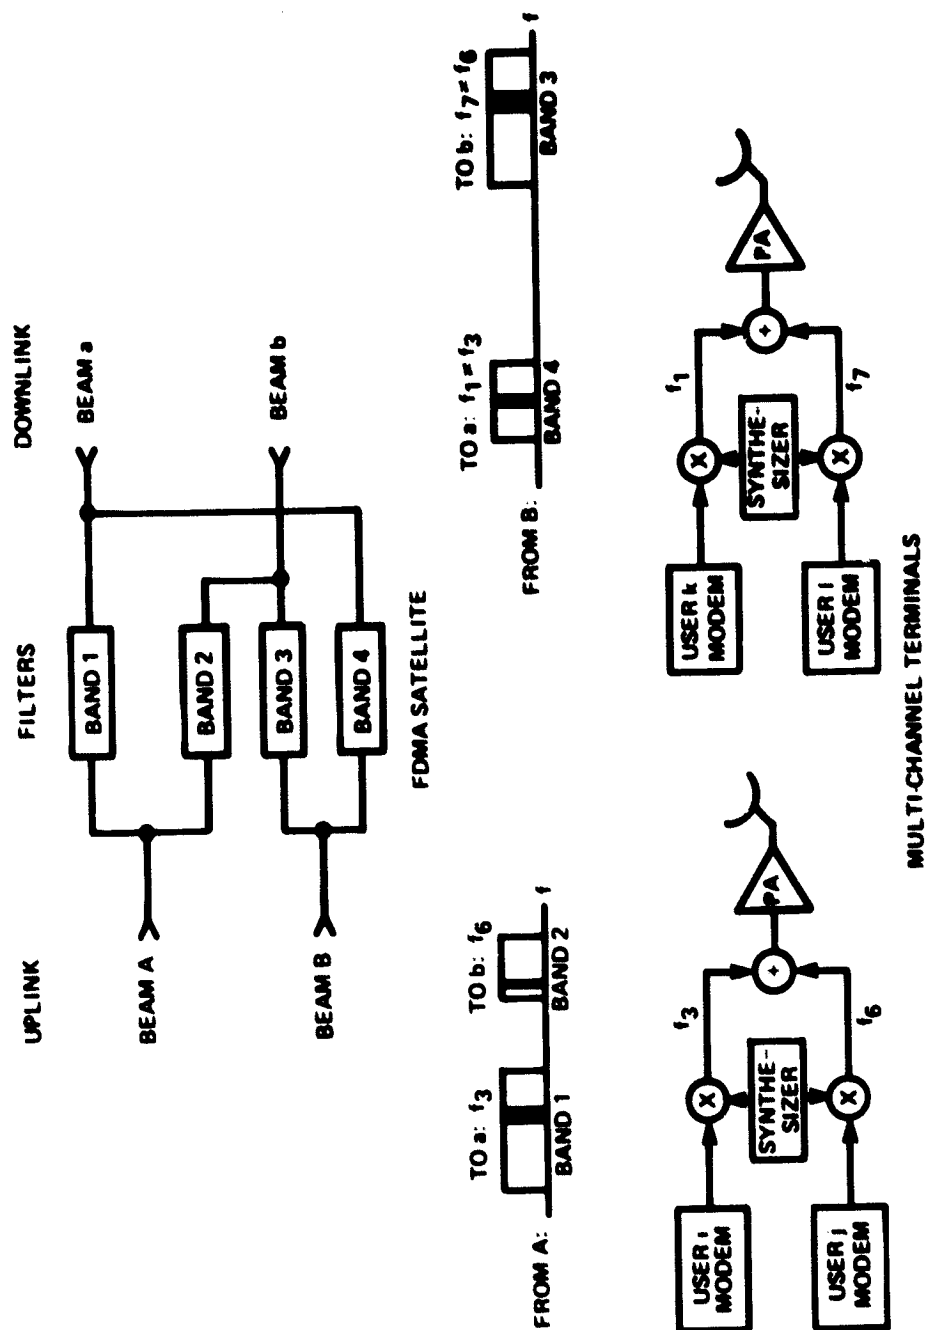 UPLINK
FILTERS
DOWNLINK
BEAM A
BAND 1
BEAM a
BAND 2
BEAM B
BAND 3
BEAM b
BAND 4
FDMA SATELLITE
TO a: f3
TO b: f6
FROM A:
BAND 1
BAND 2
f
TO a: f1 = f3
TO b: f7 = f6
FROM B:
BAND 4
BAND 3
f
USER i
MODEM
X
f3
SYNTHE-
SIZER
+
PA
USER j
MODEM
X
f6
USER k
MODEM
X
f1
SYNTHE-
SIZER
+
PA
USER l
MODEM
X
f7
MULTI-CHANNEL TERMINALS